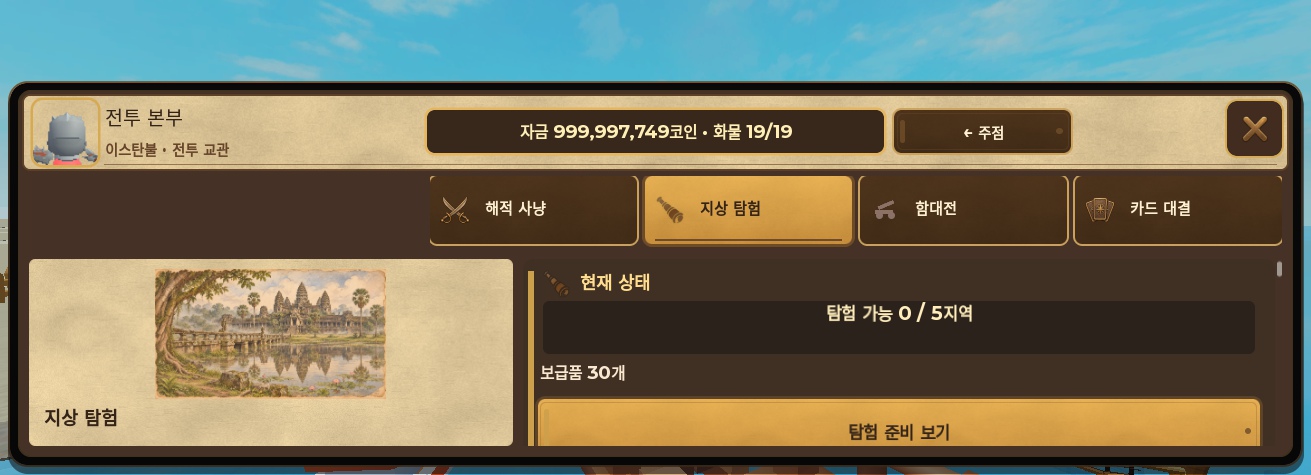 전투 본부
이스탄불 • 전투 교관
자금 999,997,749코인 • 화물 19/19
← 주점
해적 사냥
지상 탐험
함대전
카드 대결
지상 탐험
현재 상태
탐험 가능 0 / 5지역
보급품 30개
탐험 준비 보기